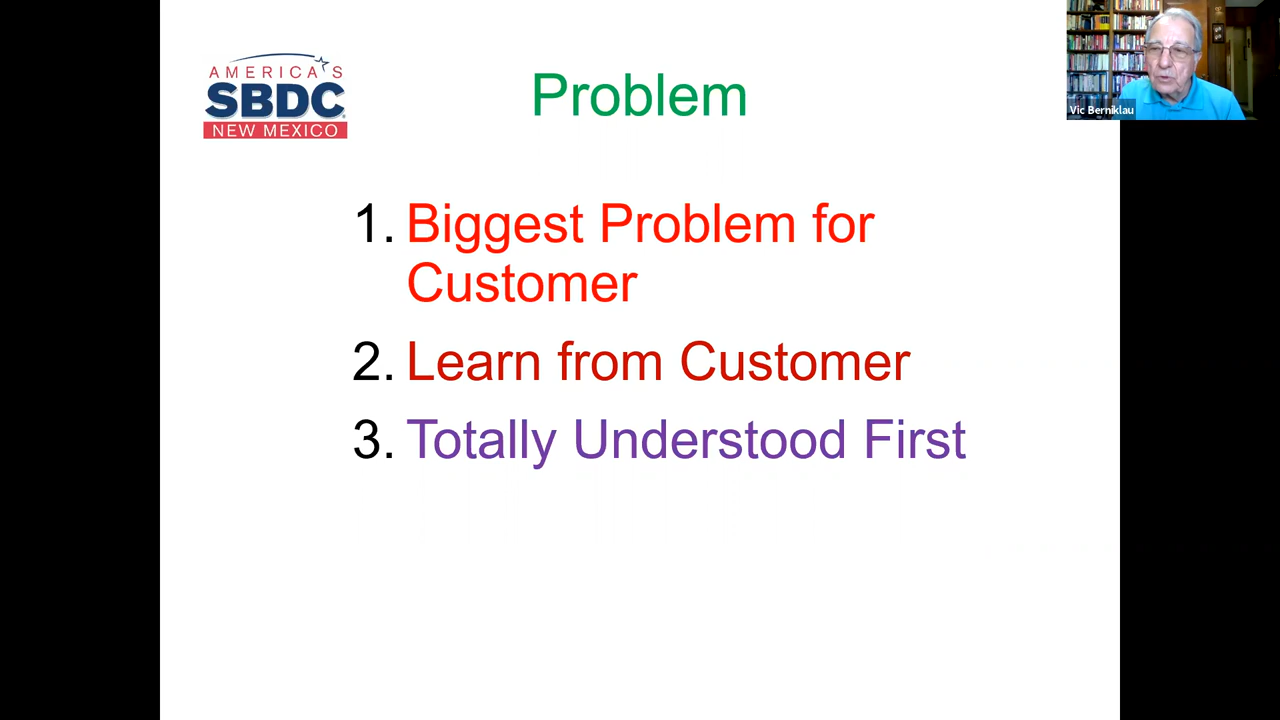 AMERICA'S
SBDC
NEW MEXICO
Problem
Vic Berniklau
1. Biggest Problem for
Customer
2. Learn from Customer
3. Totally Understood First